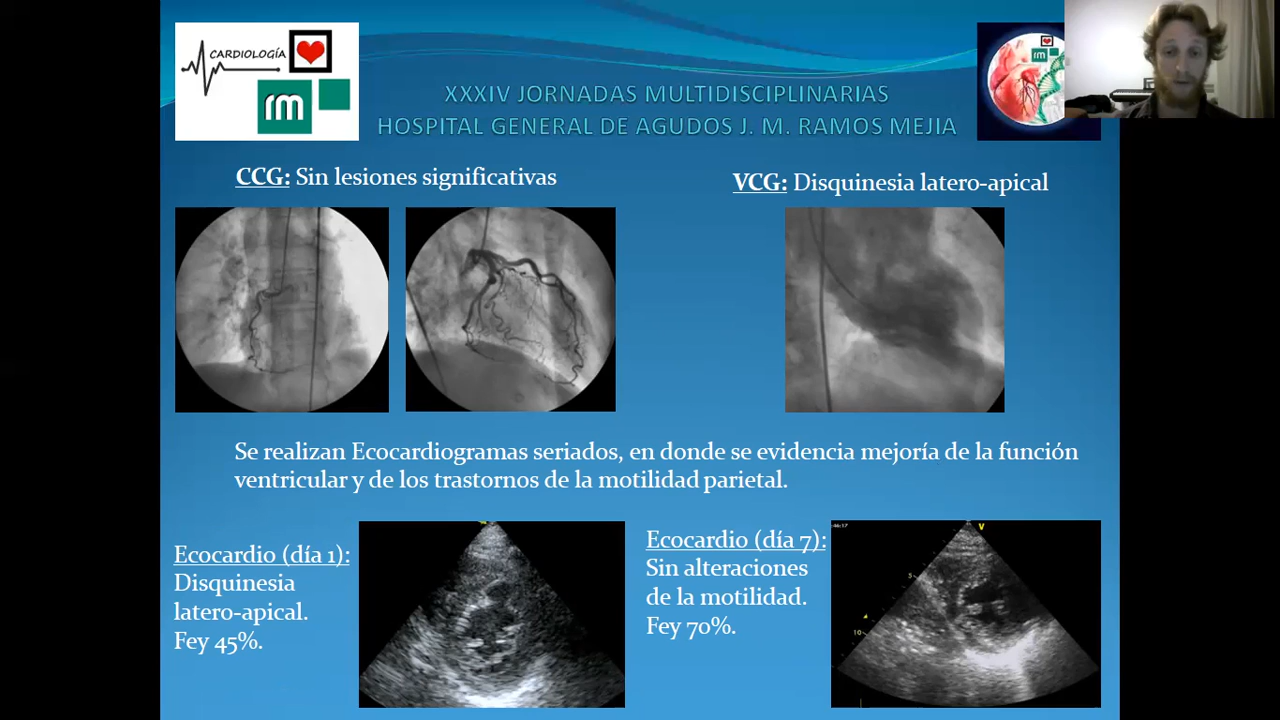 CARDIOLOGÍA
rm
XXXIV JORNADAS MULTIDISCIPLINARIAS
HOSPITAL GENERAL DE AGUDOS J. M. RAMOS MEJIA
CCG: Sin lesiones significativas
VCG: Disquinesia latero-apical
Se realizan Ecocardiogramas seriados, en donde se evidencia mejoría de la función
ventricular y de los trastornos de la motilidad parietal.
Ecocardio (día 1):
Disquinesia
latero-apical.
Fey 45%.
Ecocardio (día 7):
Sin alteraciones
de la motilidad.
Fey 70%.
V
5
10